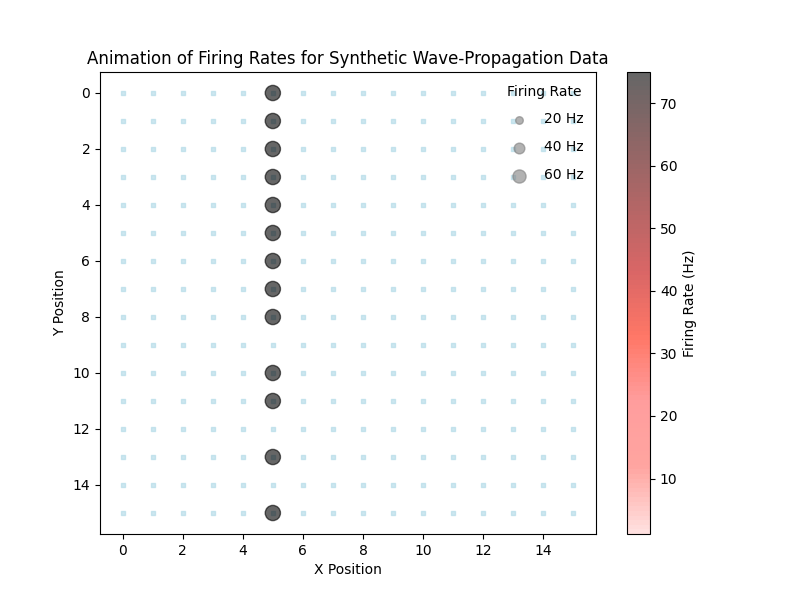 Animation of Firing Rates for Synthetic Wave-Propagation Data
Firing Rate
20 Hz
40 Hz
60 Hz
0
2
4
6
8
10
12
14
Y Position
0 2 4 6 8 10 12 14
X Position
70
60
50
40
30
20
10
Firing Rate (Hz)